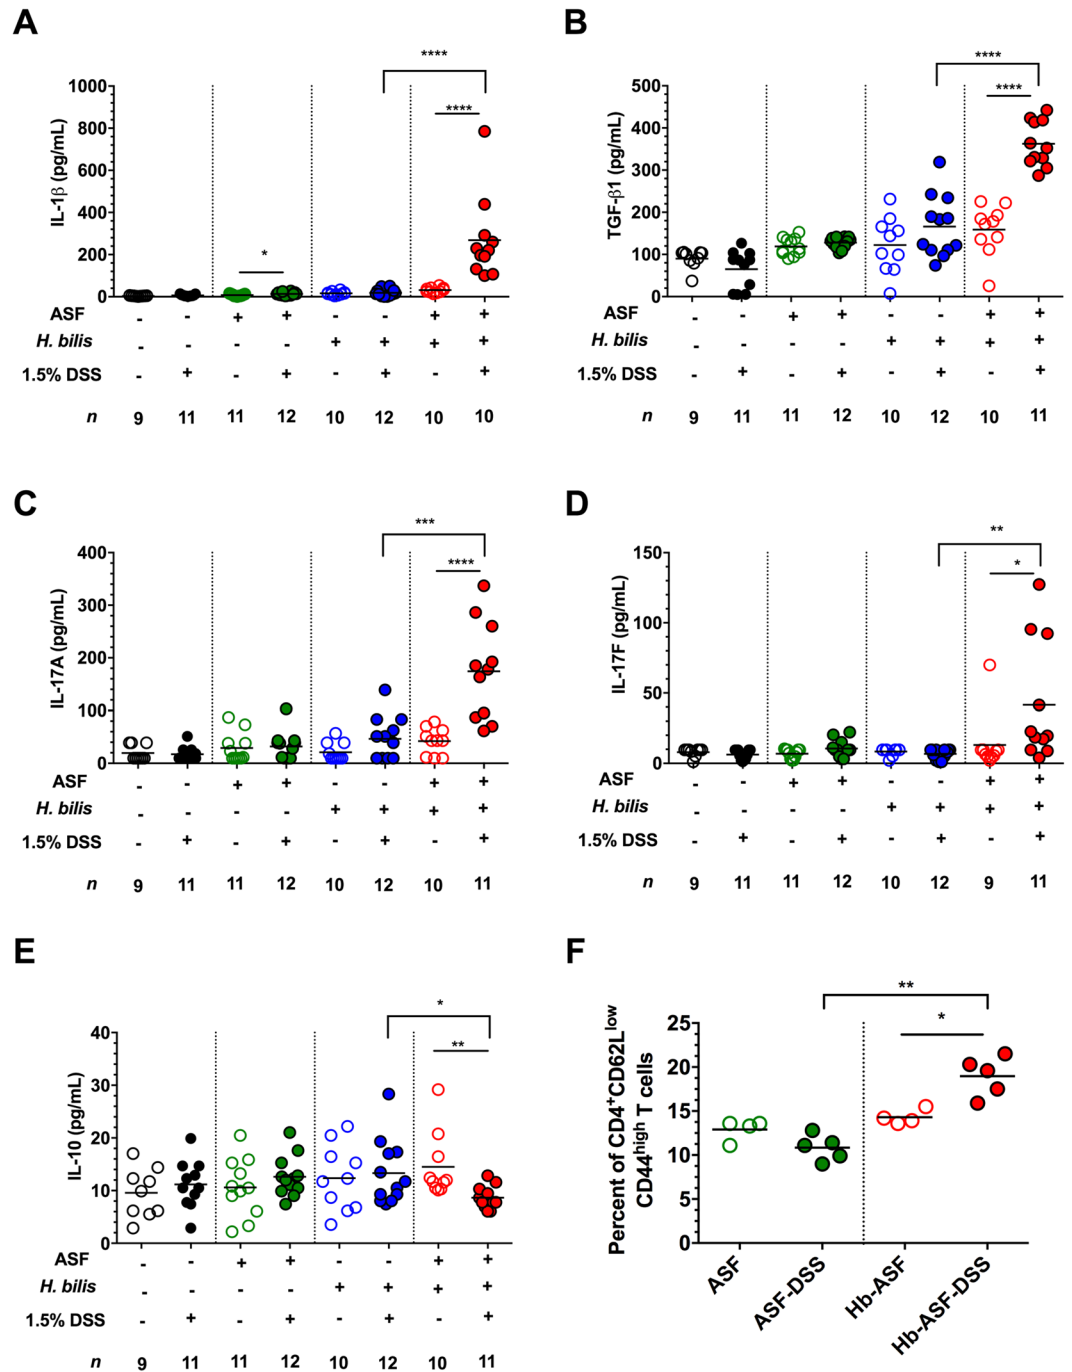 A
****
****
*
IL-1β (pg/mL)
1000
800
600
400
200
0
ASF - - + + - - + +
H. bilis - - - - + + + +
1.5% DSS - + - + - + - +
n 9 11 11 12 10 12 10 10
B
****
****
TGF-β1 (pg/mL)
500
400
300
200
100
0
ASF - - + + - - + +
H. bilis - - - - + + + +
1.5% DSS - + - + - + - +
n 9 11 11 12 10 12 10 11
C
***
****
IL-17A (pg/mL)
400
300
200
100
0
ASF - - + + - - + +
H. bilis - - - - + + + +
1.5% DSS - + - + - + - +
n 9 11 11 12 10 12 10 11
D
**
*
IL-17F (pg/mL)
150
100
50
0
ASF - - + + - - + +
H. bilis - - - - + + + +
1.5% DSS - + - + - + - +
n 9 11 11 12 10 12 9 11
E
*
**
IL-10 (pg/mL)
40
30
20
10
0
ASF - - + + - - + +
H. bilis - - - - + + + +
1.5% DSS - + - + - + - +
n 9 11 11 12 10 12 10 11
F
**
*
Percent of CD4⁺CD62Lˡᵒʷ
CD44ʰⁱᵍʰ T cells
25
20
15
10
5
0
ASF
ASF-DSS
Hb-ASF
Hb-ASF-DSS